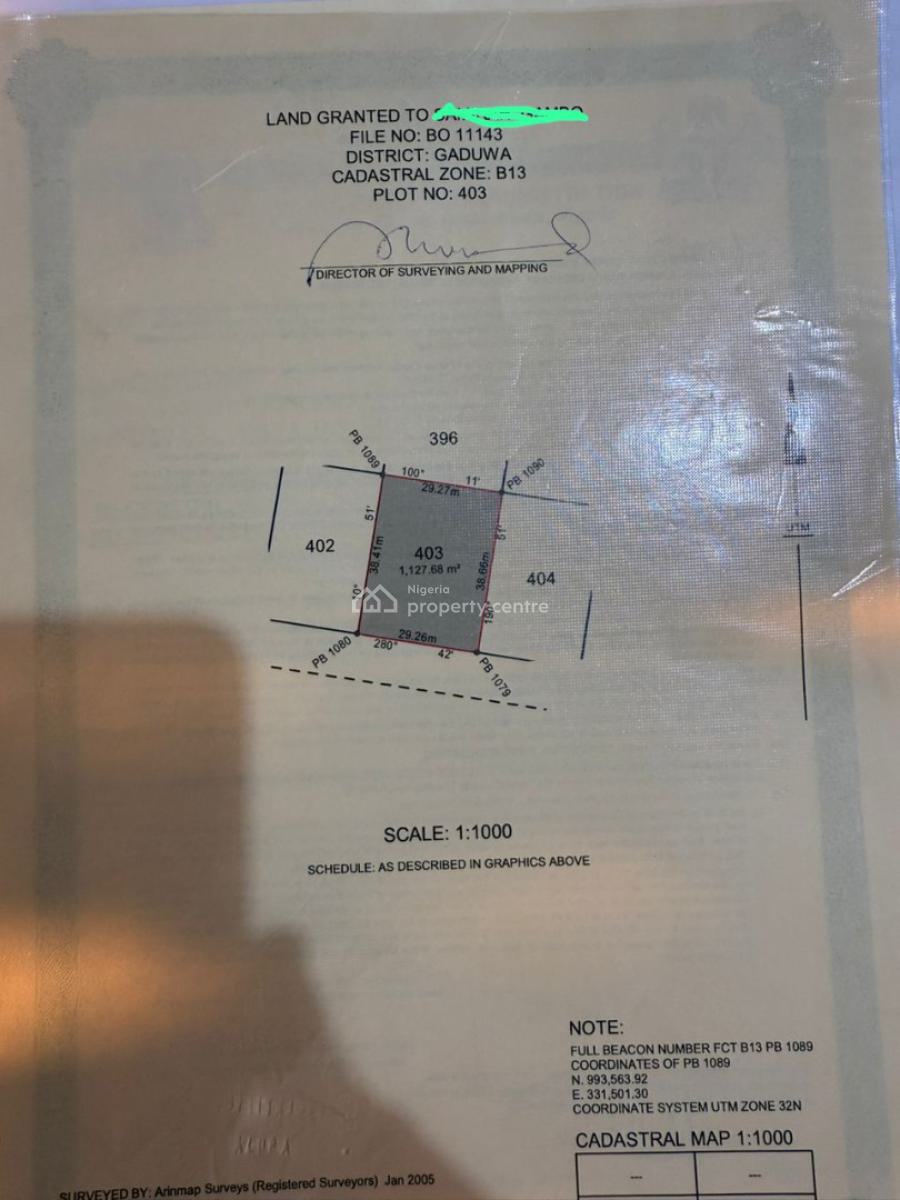 LAND GRANTED TO
FILE NO: BO 11143
DISTRICT: GADUWA
CADASTRAL ZONE: B13
PLOT NO: 403
DIRECTOR OF SURVEYING AND MAPPING
396
PB 1089
100° 11'
PB 1090
29.27m
51'
51'
402
38.41m
403
1,127.68 m²
38.66m
404
10°
190°
Nigeria
property centre
29.26m
280° 42'
PB 1080
PB 1079
UTM
SCALE: 1:1000
SCHEDULE: AS DESCRIBED IN GRAPHICS ABOVE
NOTE:
FULL BEACON NUMBER FCT B13 PB 1089
COORDINATES OF PB 1089
N. 993,563.92
E. 331,501.30
COORDINATE SYSTEM UTM ZONE 32N
CADASTRAL MAP 1:1000
--- ---
SURVEYED BY: Arinmap Surveys (Registered Surveyors) Jan 2005